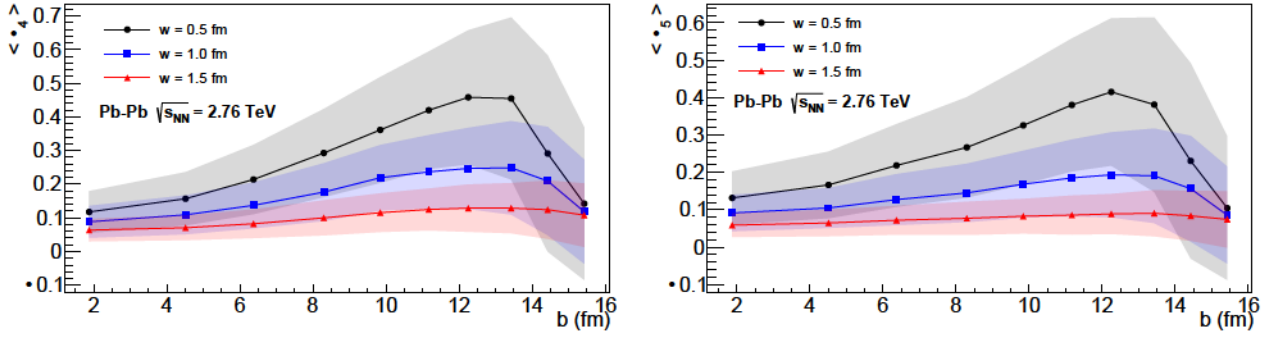 < •4 >
0.7
0.6
0.5
0.4
0.3
0.2
0.1
0
•0.1
w = 0.5 fm
w = 1.0 fm
w = 1.5 fm
Pb-Pb √sNN = 2.76 TeV
2 4 6 8 10 12 14 16
b (fm)
< •5 >
0.6
0.5
0.4
0.3
0.2
0.1
0
•0.1
w = 0.5 fm
w = 1.0 fm
w = 1.5 fm
Pb-Pb √sNN = 2.76 TeV
2 4 6 8 10 12 14 16
b (fm)